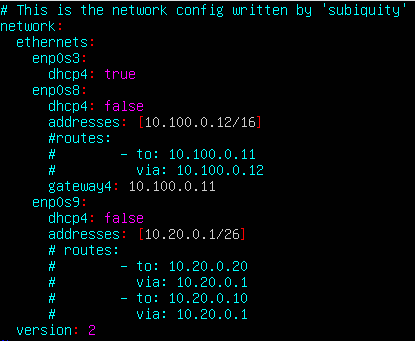 # This is the network config written by 'subiquity'
network:
  ethernets:
    enp0s3:
      dhcp4: true
    enp0s8:
      dhcp4: false
      addresses: [10.100.0.12/16]
      #routes:
      #       - to: 10.100.0.11
      #         via: 10.100.0.12
      gateway4: 10.100.0.11
    enp0s9:
      dhcp4: false
      addresses: [10.20.0.1/26]
      # routes:
      #       - to: 10.20.0.20
      #         via: 10.20.0.1
      #       - to: 10.20.0.10
      #         via: 10.20.0.1
  version: 2